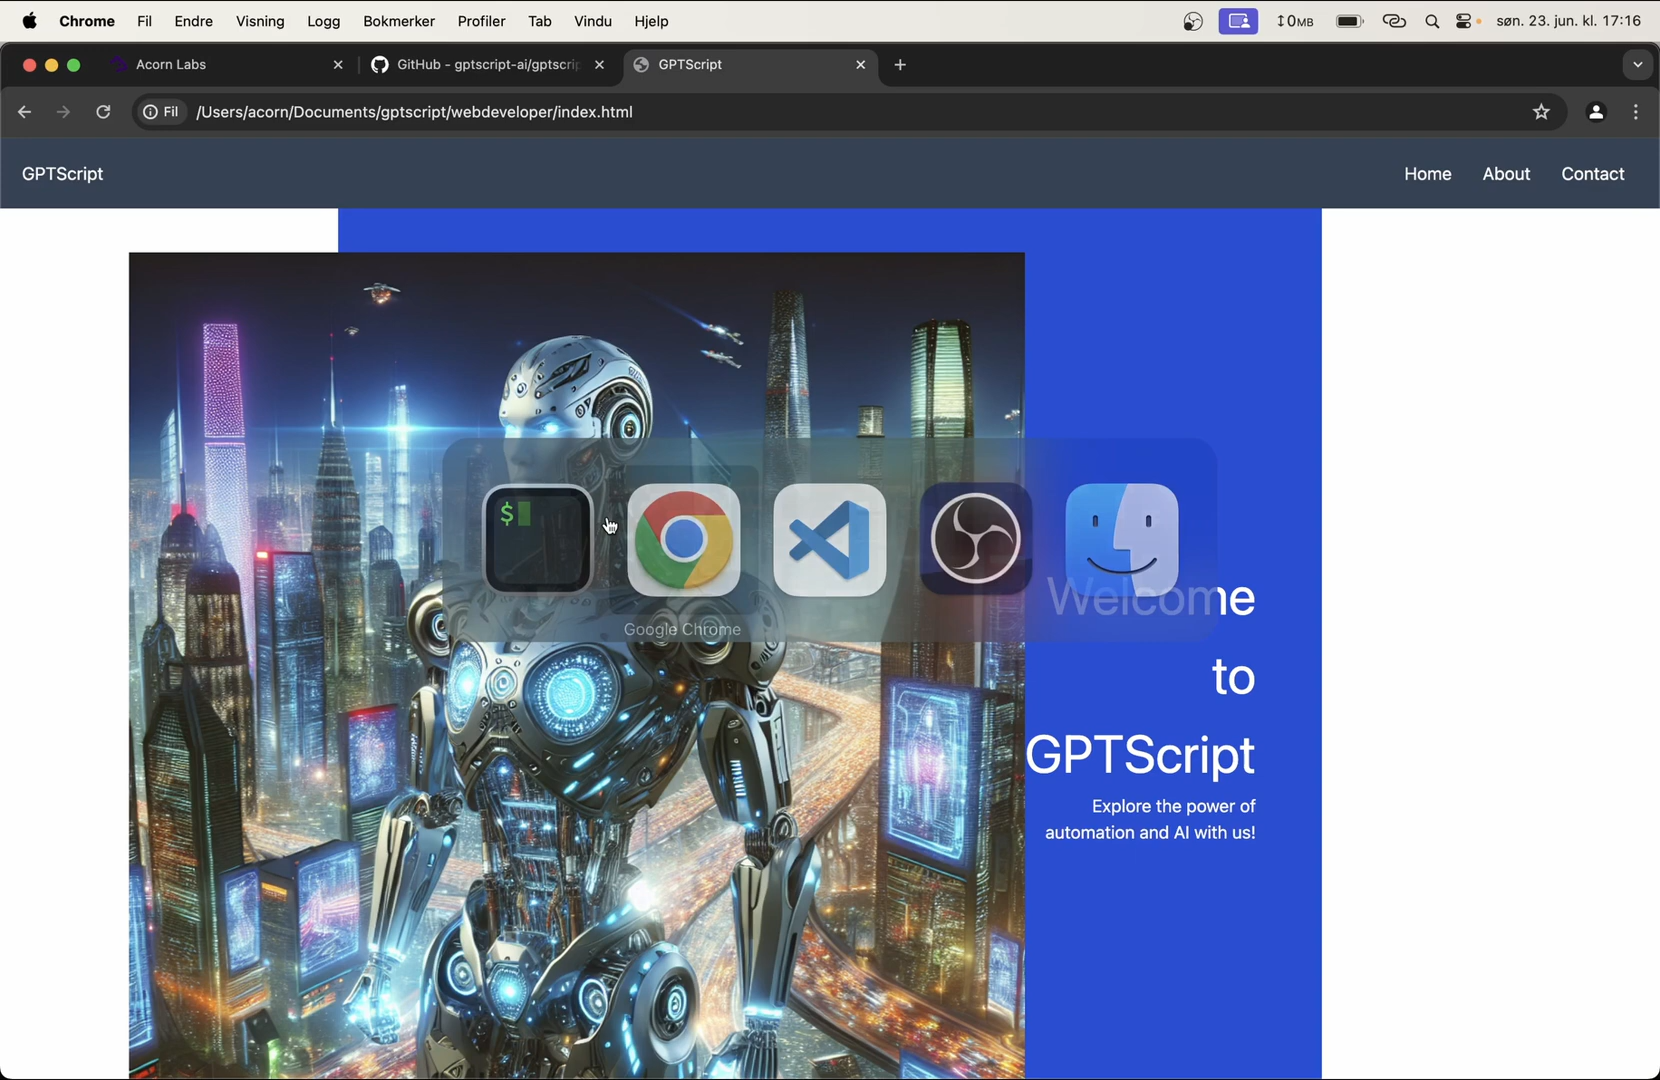 Chrome Fil Endre Visning Logg Bokmerker Profiler Tab Vindu Hjelp 0MB søn. 23. jun. kl. 17:16
Acorn Labs GitHub - gptscript-ai/gptscrip GPTScript
Fil /Users/acorn/Documents/gptscript/webdeveloper/index.html
GPTScript Home About Contact
$
Google Chrome
Welcome
to
GPTScript
Explore the power of
automation and AI with us!